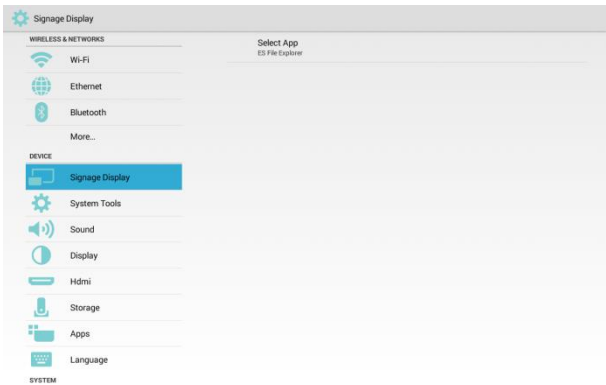 Signage Display
WIRELESS & NETWORKS
Wi-Fi
Ethernet
Bluetooth
More...
DEVICE
Signage Display
System Tools
Sound
Display
Hdmi
Storage
Apps
Language
SYSTEM
Select App
ES File Explorer